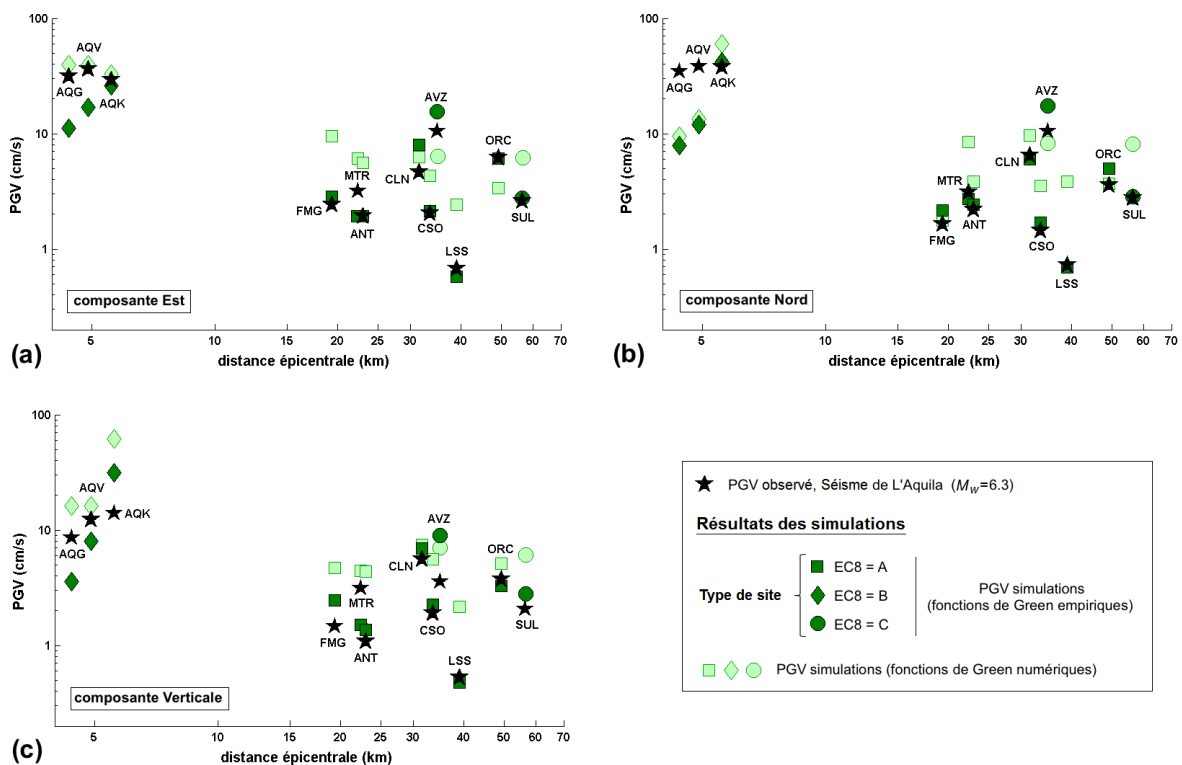 100
10
1
PGV (cm/s)
AQV
AQG
AQK
AVZ
ORC
MTR
CLN
FMG
ANT
CSO
SUL
LSS
composante Est
5
10
15
20
30
40
50
60
70
distance épicentrale (km)
(a)
100
10
1
PGV (cm/s)
AQV
AQG
AQK
AVZ
CLN
ORC
MTR
ANT
FMG
CSO
SUL
LSS
composante Nord
5
10
20
30
40
50
60
70
distance épicentrale (km)
(b)
100
10
1
PGV (cm/s)
AQV
AQK
AQG
AVZ
ORC
CLN
MTR
FMG
ANT
CSO
SUL
LSS
composante Verticale
5
10
15
20
30
40
50
60
70
distance épicentrale (km)
(c)
PGV observé, Séisme de L'Aquila (Mw=6.3)
Résultats des simulations
Type de site
EC8 = A
EC8 = B
EC8 = C
PGV simulations
(fonctions de Green empiriques)
PGV simulations (fonctions de Green numériques)